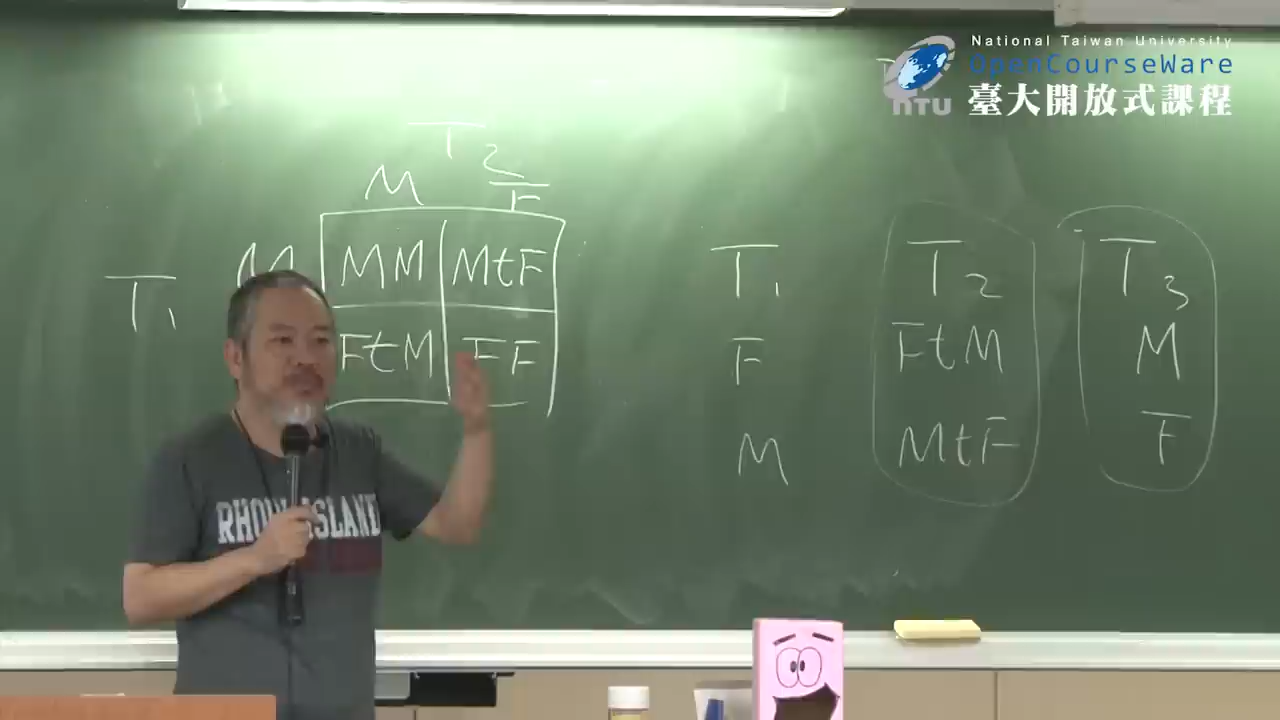 National Taiwan University
OpenCourseWare
臺大開放式課程
NTU
T2
M F
T1 M MM MtF
FtM FF
T1 T2 T3
F FtM M
M MtF F
RHODE ISLAND